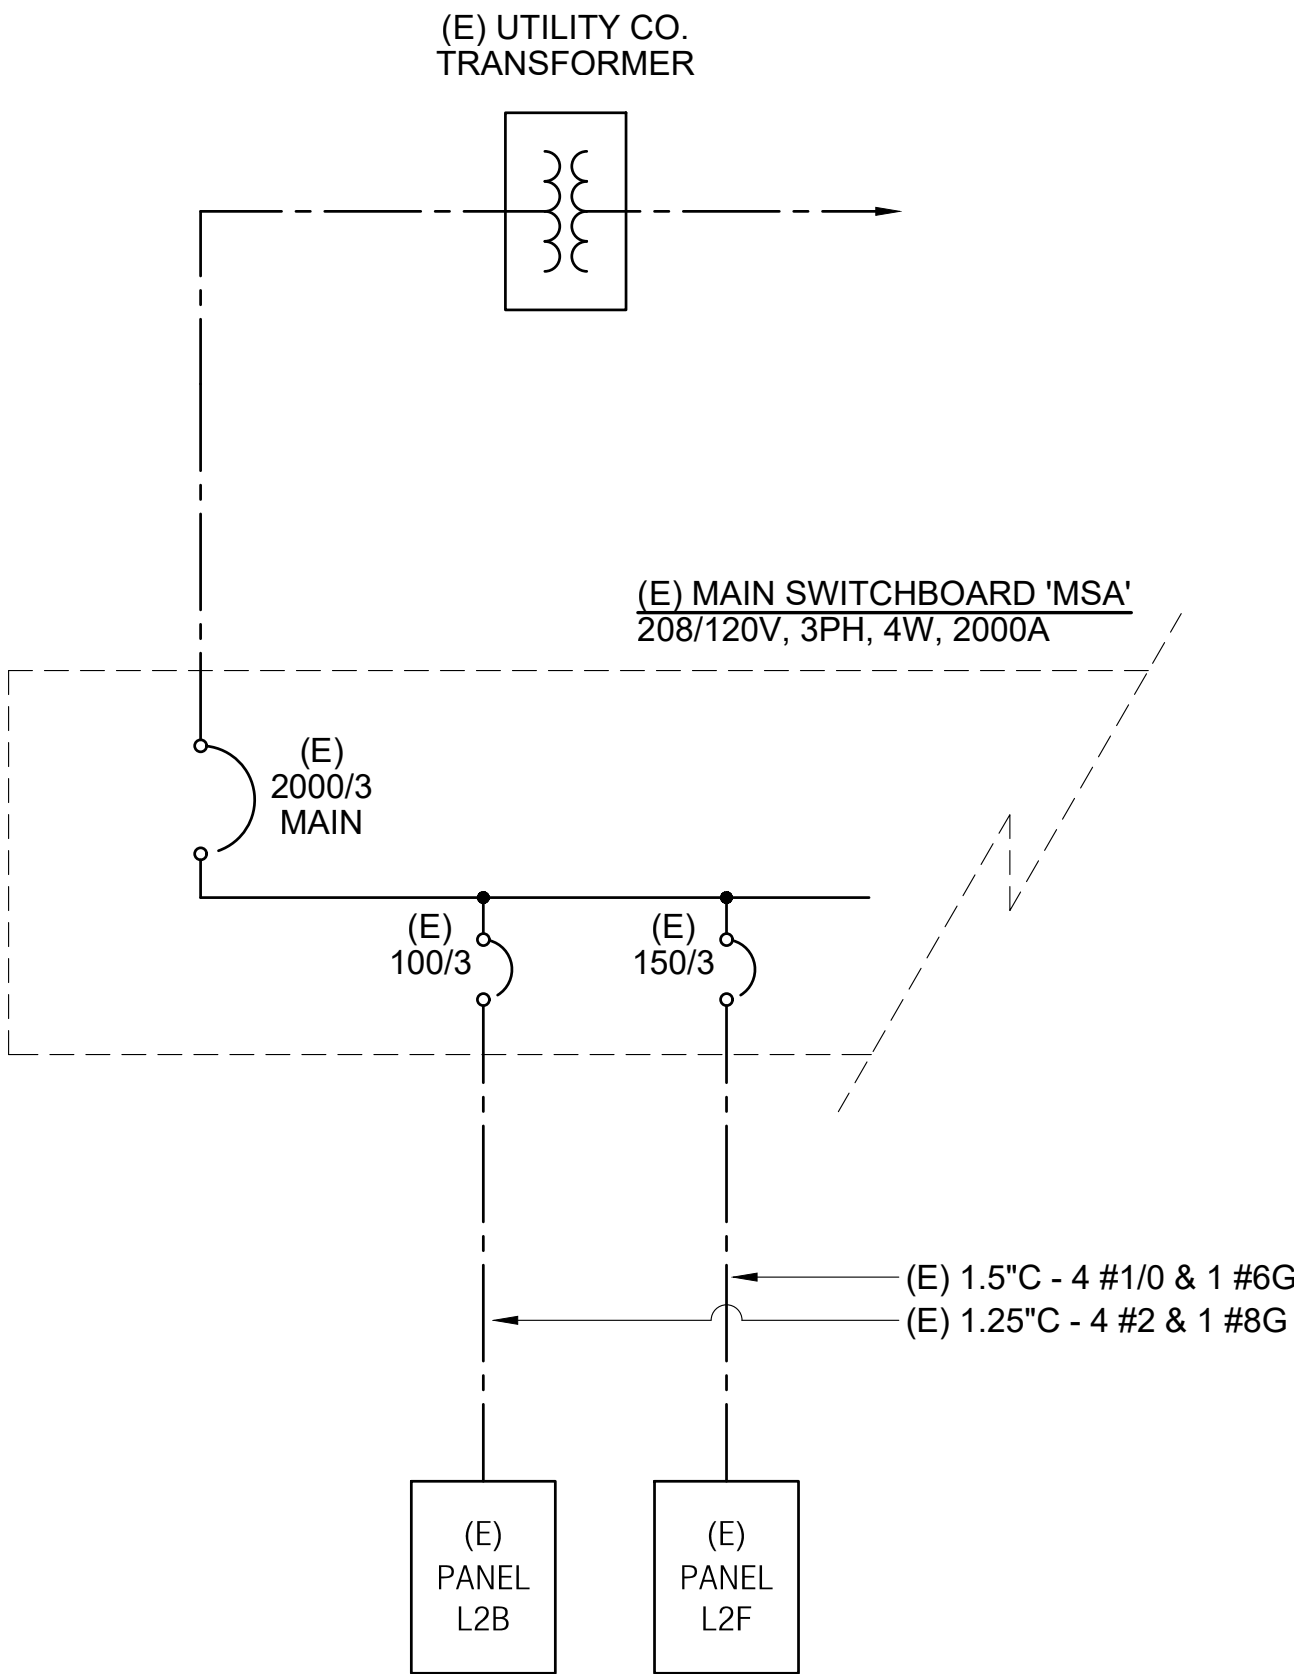 (E) UTILITY CO.
TRANSFORMER
(E) MAIN SWITCHBOARD 'MSA'
208/120V, 3PH, 4W, 2000A
(E)
2000/3
MAIN
(E)
100/3
(E)
150/3
(E) 1.5"C - 4 #1/0 & 1 #6G
(E) 1.25"C - 4 #2 & 1 #8G
(E)
PANEL
L2B
(E)
PANEL
L2F